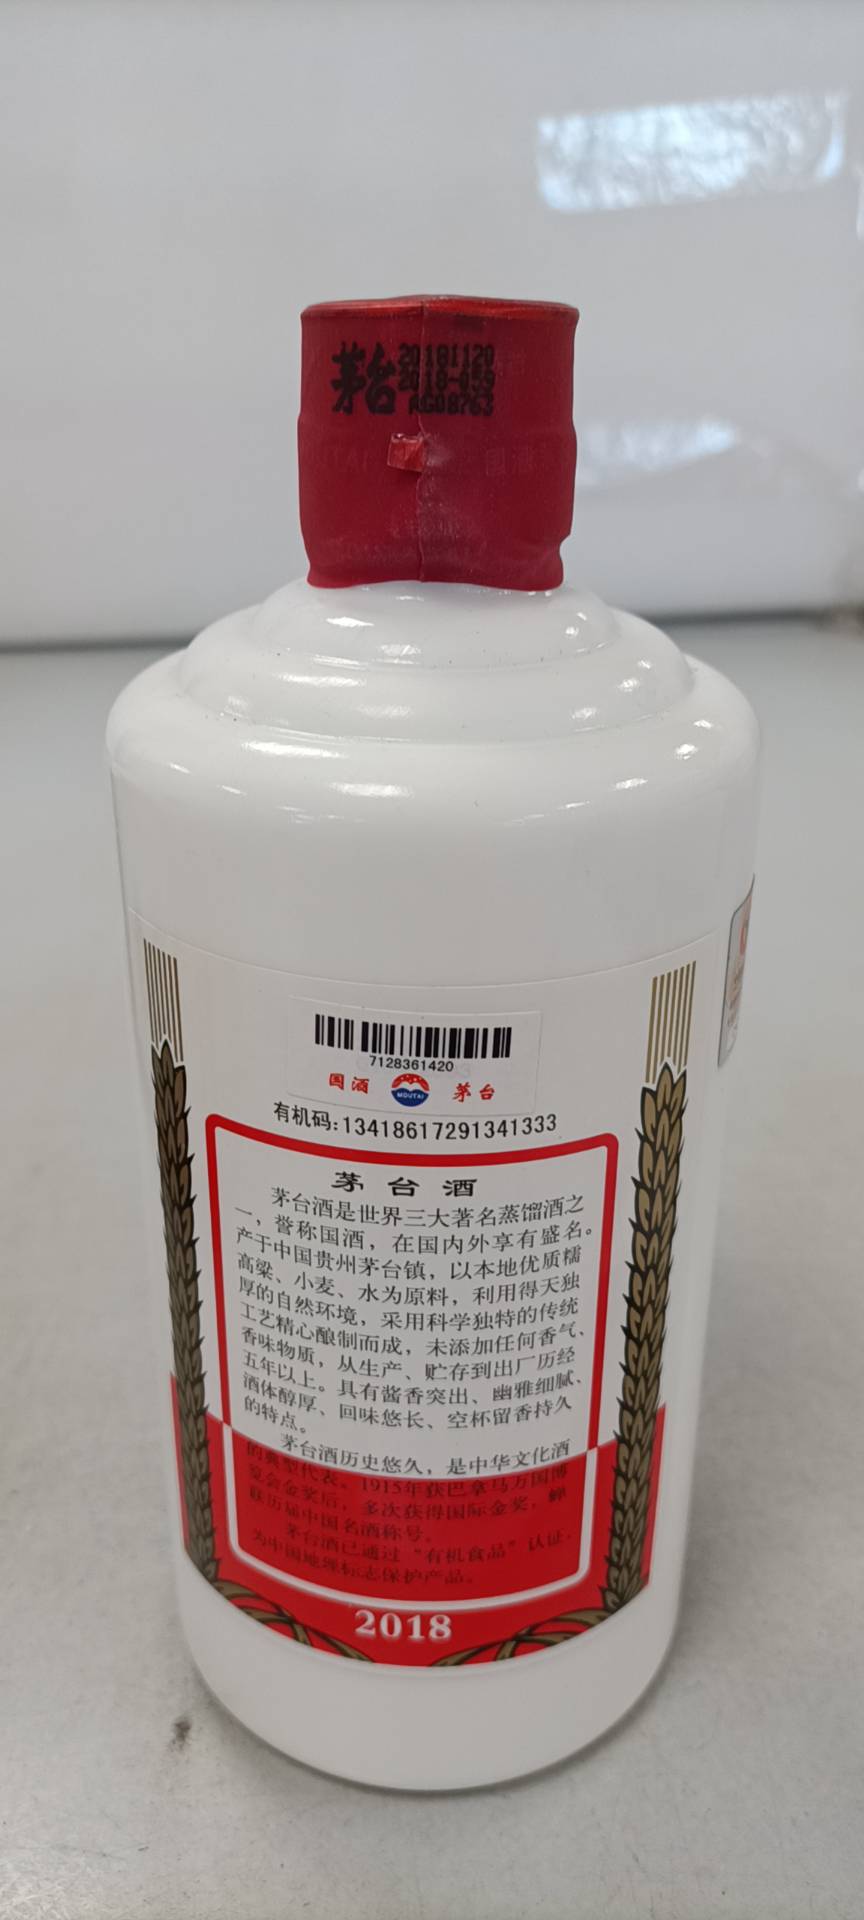 茅台
20181120
2018-059
AG08763
7128361420
国酒
MOUTAI
茅台
有机码:13418617291341333
茅台酒
茅台酒是世界三大著名蒸馏酒之
一，誉称国酒，在国内外享有盛名。
产于中国贵州茅台镇，以本地优质糯
高粱、小麦、水为原料，利用得天独
厚的自然环境，采用科学独特的传统
工艺精心酿制而成，未添加任何香气、
香味物质，从生产、贮存到出厂历经
五年以上。具有酱香突出、幽雅细腻、
酒体醇厚、回味悠长、空杯留香持久
的特点。
茅台酒历史悠久，是中华文化酒
的典型代表。1915年获巴拿马万国博
览会金奖后，多次获得国际金奖，蝉
联历届中国名酒称号。
茅台酒已通过“有机食品”认证，
为中国地理标志保护产品。
2018